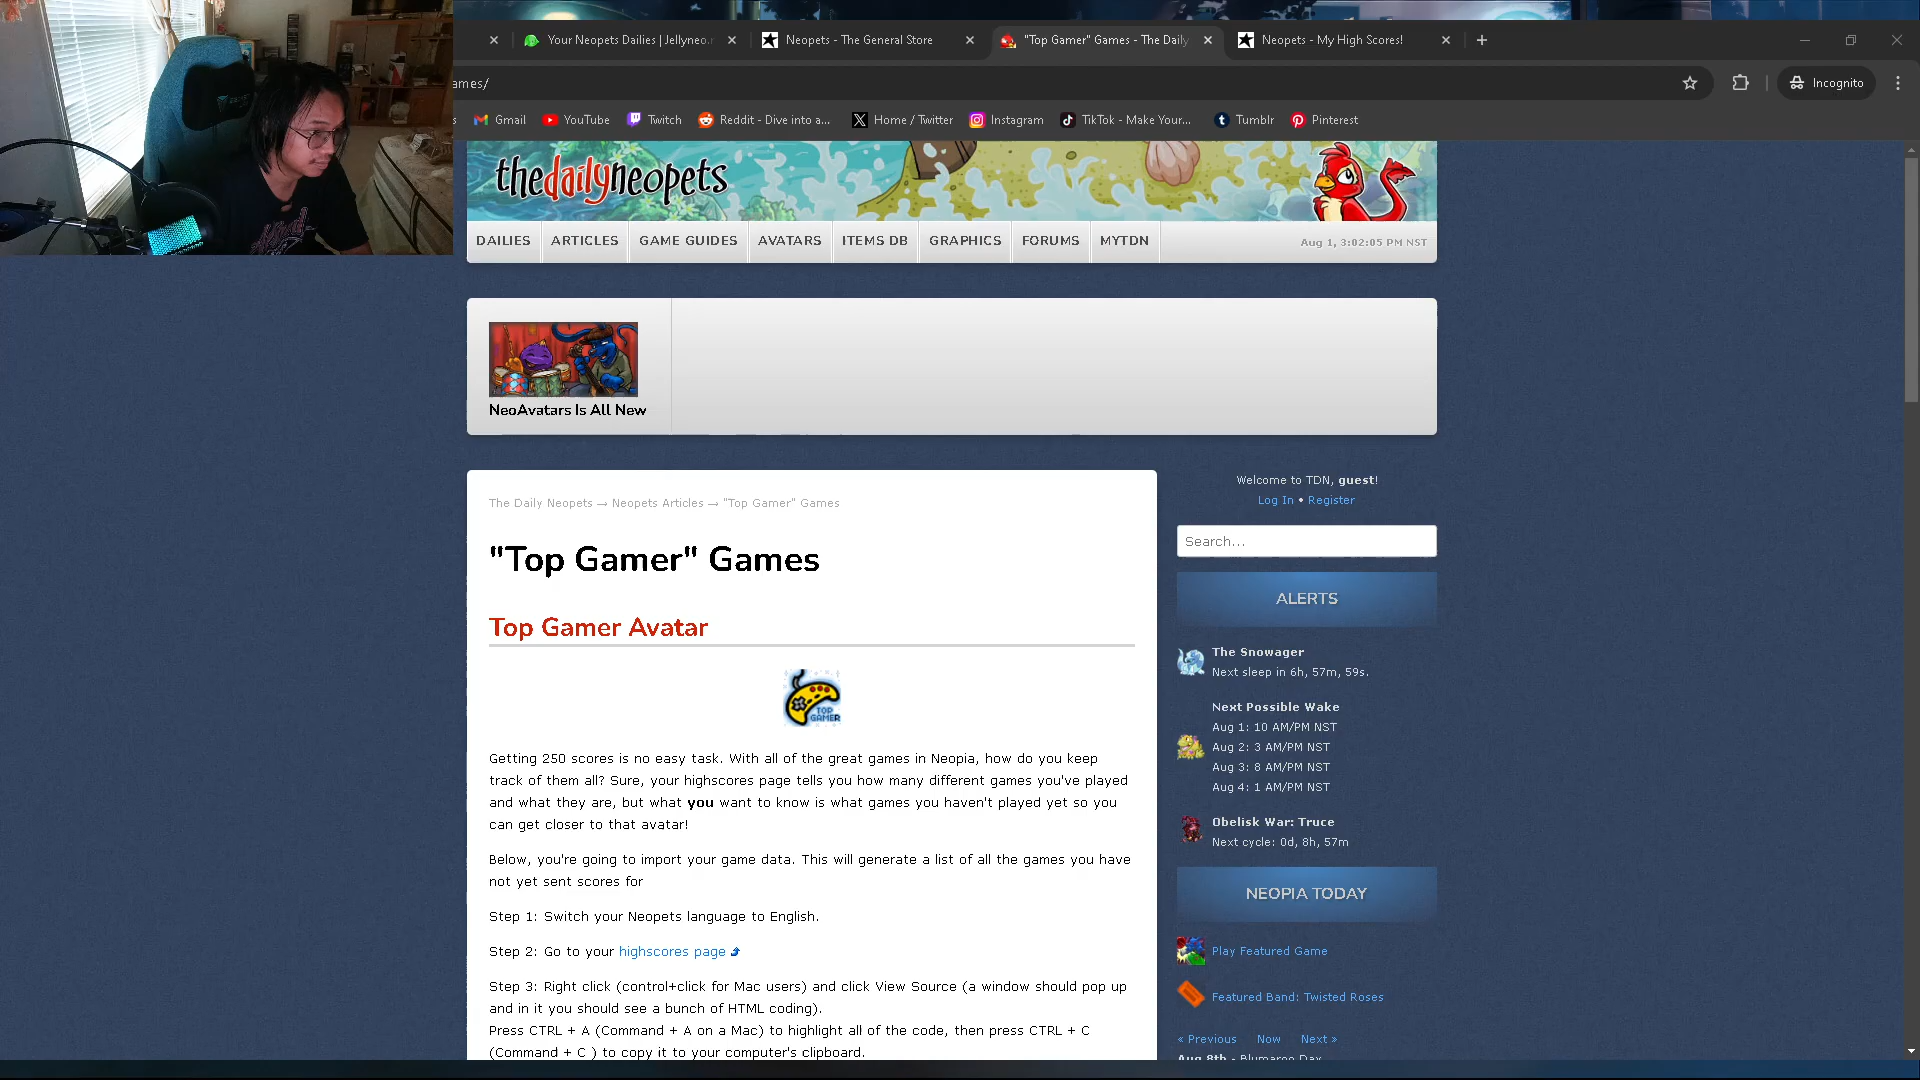 Your Neopets Dailies | Jellyneo.n
Neopets - The General Store
"Top Gamer" Games - The Daily
Neopets - My High Scores!
ames/
Incognito
s
Gmail
YouTube
Twitch
Reddit - Dive into a...
Home / Twitter
Instagram
TikTok - Make Your...
Tumblr
Pinterest
thedailyneopets
DAILIES
ARTICLES
GAME GUIDES
AVATARS
ITEMS DB
GRAPHICS
FORUMS
MYTDN
Aug 1, 3:02:05 PM NST
NeoAvatars Is All New
The Daily Neopets → Neopets Articles → "Top Gamer" Games
"Top Gamer" Games
Top Gamer Avatar
TOP
GAMER
Getting 250 scores is no easy task. With all of the great games in Neopia, how do you keep
track of them all? Sure, your highscores page tells you how many different games you've played
and what they are, but what you want to know is what games you haven't played yet so you
can get closer to that avatar!
Below, you're going to import your game data. This will generate a list of all the games you have
not yet sent scores for
Step 1: Switch your Neopets language to English.
Step 2: Go to your highscores page
Step 3: Right click (control+click for Mac users) and click View Source (a window should pop up
and in it you should see a bunch of HTML coding).
Press CTRL + A (Command + A on a Mac) to highlight all of the code, then press CTRL + C
(Command + C ) to copy it to your computer's clipboard.
Welcome to TDN, guest!
Log In • Register
Search...
ALERTS
The Snowager
Next sleep in 6h, 57m, 59s.
Next Possible Wake
Aug 1: 10 AM/PM NST
Aug 2: 3 AM/PM NST
Aug 3: 8 AM/PM NST
Aug 4: 1 AM/PM NST
Obelisk War: Truce
Next cycle: 0d, 8h, 57m
NEOPIA TODAY
Play Featured Game
Featured Band: Twisted Roses
« Previous
Now
Next »
Aug 8th - Blumaroo Day